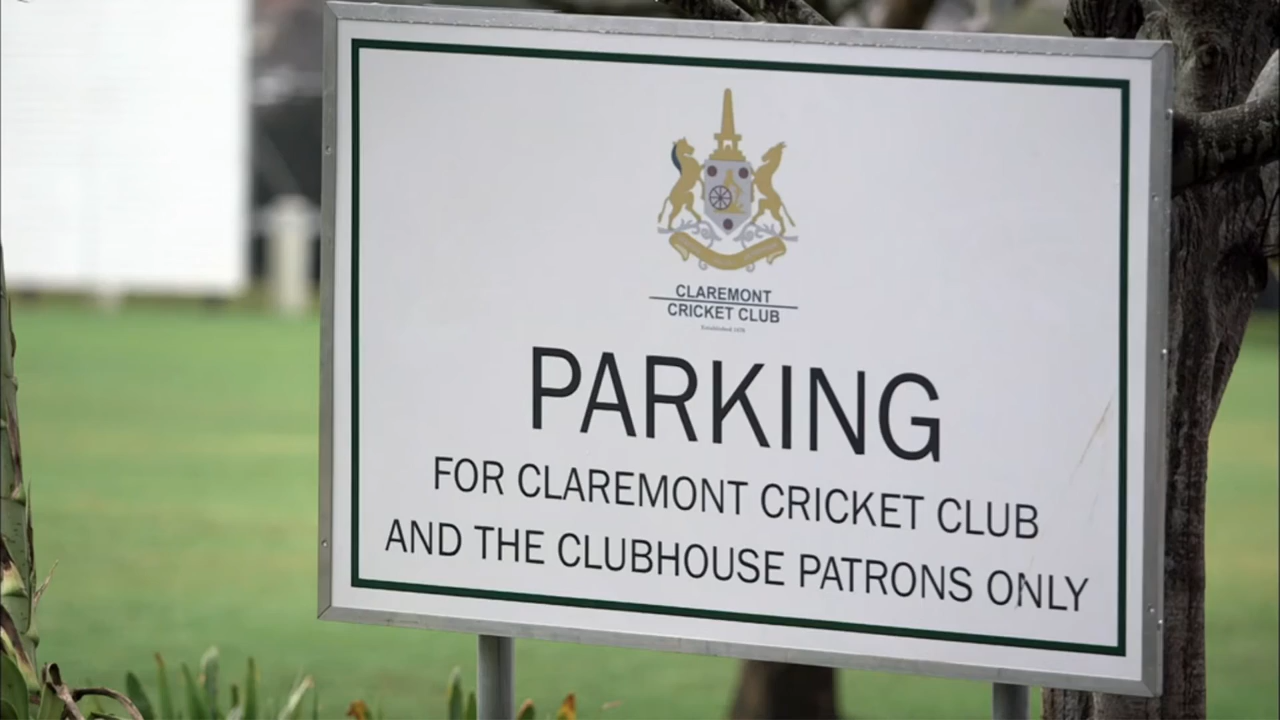 CLAREMONT
CRICKET CLUB
PARKING
FOR CLAREMONT CRICKET CLUB
AND THE CLUBHOUSE PATRONS ONLY